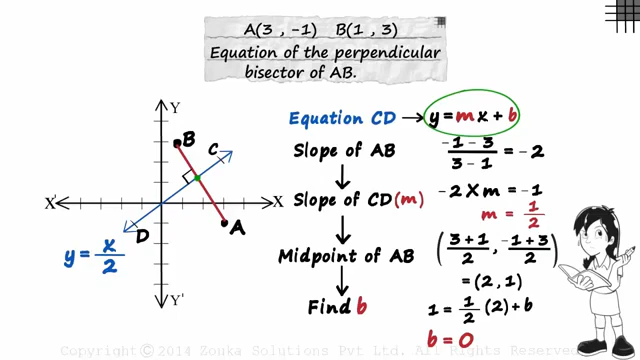 A(3 , -1) B(1 , 3)
Equation of the perpendicular
bisector of AB.
Equation CD → y = mx + b
Slope of AB
-1 - 3 / 3 - 1 = -2
Slope of CD (m)
-2 X m = -1
m = 1/2
Midpoint of AB
(3+1/2 , -1+3/2)
= (2, 1)
Find b
1 = 1/2 (2) + b
b = 0
Y
B
C
X'
X
D
A
y = x/2
Y'
Copyright © 2014 Zouka Solutions Pvt Ltd. All Rights Reserved